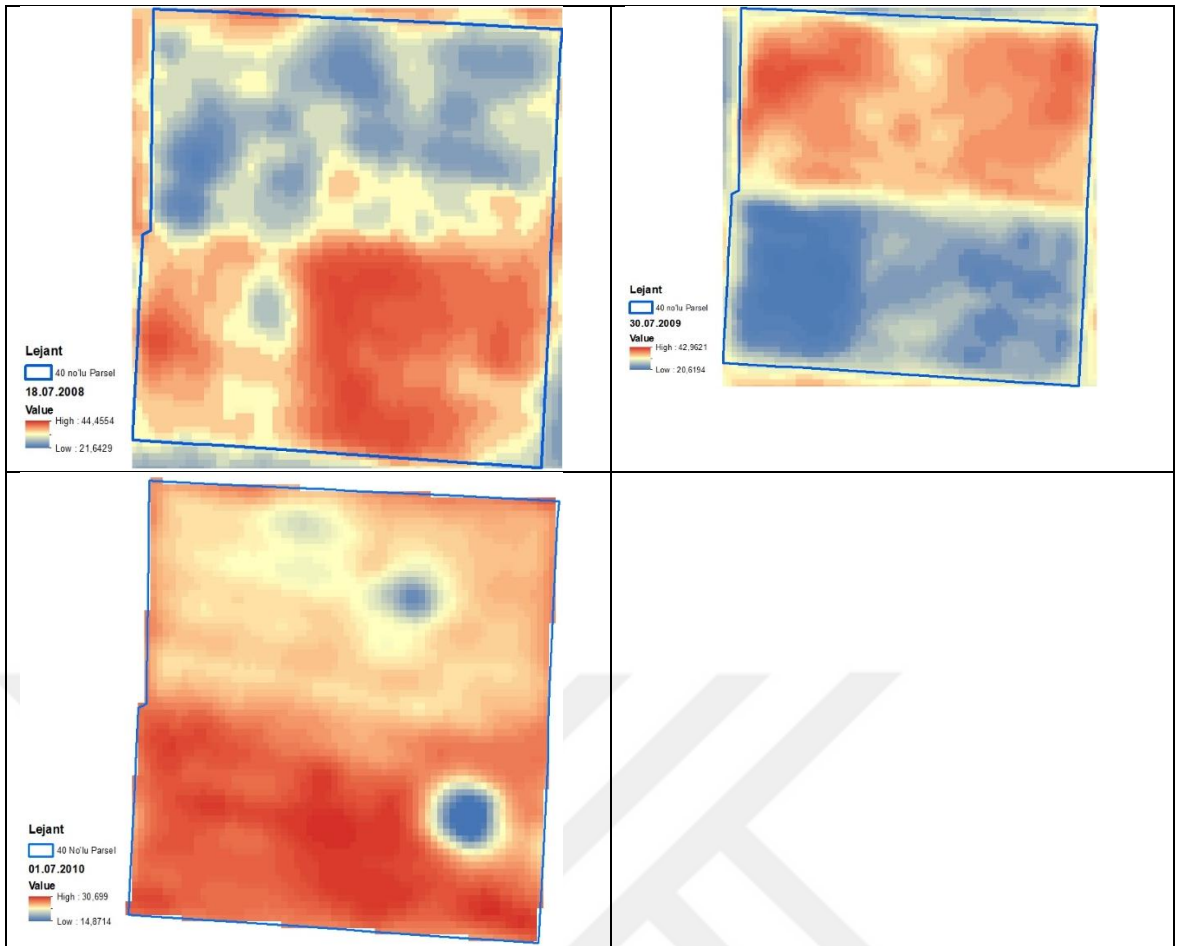 Lejant
40 no'lu Parsel
18.07.2008
Value
High : 44,4554
Low : 21,6429
Lejant
40 no'lu Parsel
30.07.2009
Value
High : 42,9621
Low : 20,6194
Lejant
40 No'lu Parsel
01.07.2010
Value
High : 30,699
Low : 14,8714